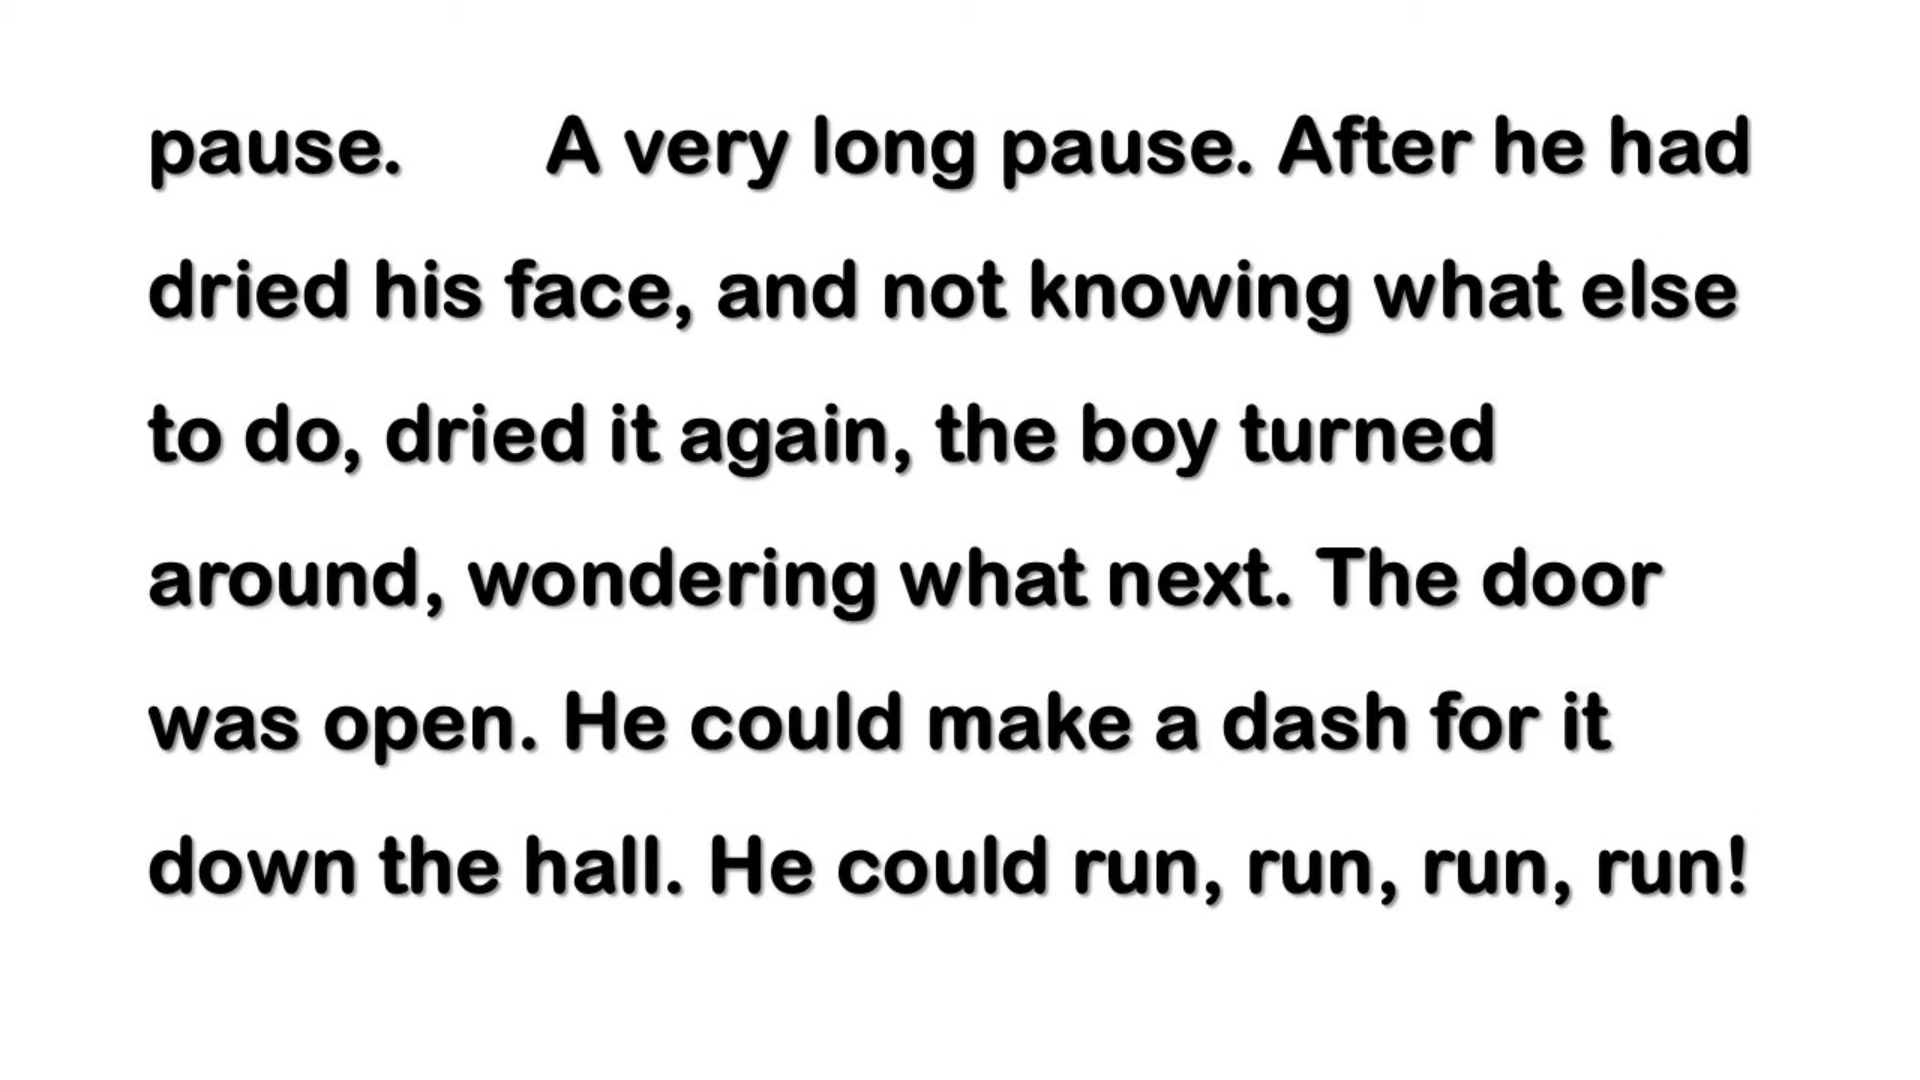 pause. A very long pause. After he had
dried his face, and not knowing what else
to do, dried it again, the boy turned
around, wondering what next. The door
was open. He could make a dash for it
down the hall. He could run, run, run, run!